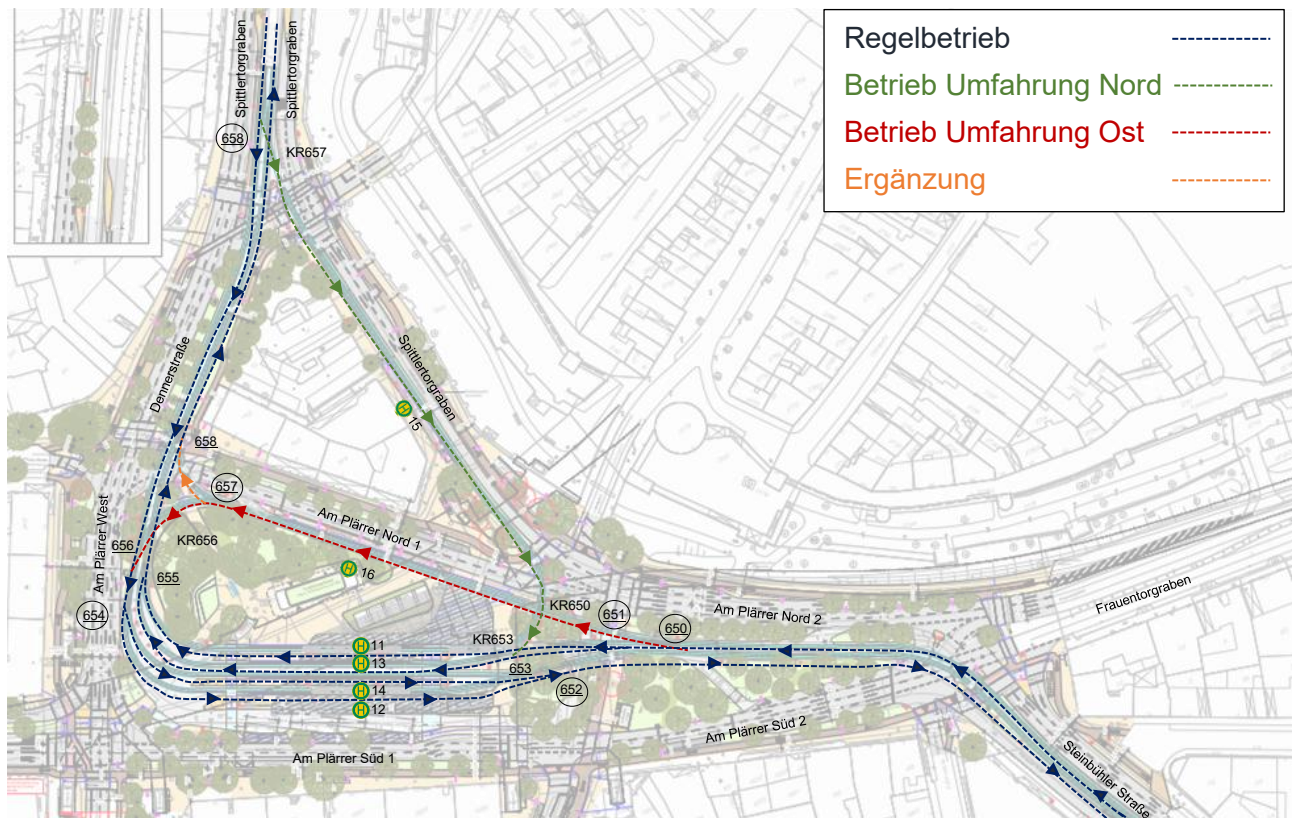 Regelbetrieb
Betrieb Umfahrung Nord
Betrieb Umfahrung Ost
Ergänzung
Spittlertorgraben
Spittlertorgraben
658
KR657
Dennerstraße
Spittlertorgraben
15
658
657
Am Plärrer Nord 1
Am Plärrer West
656
KR656
655
16
654
KR650
651
650
Am Plärrer Nord 2
Frauentorgraben
KR653
653
652
H 11
H 13
H 14
H 12
Am Plärrer Süd 1
Am Plärrer Süd 2
Steinbühler Straße